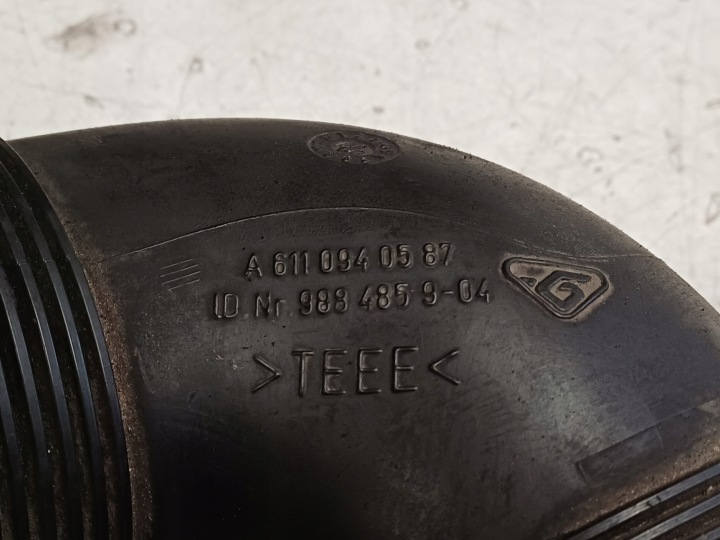 A 611 094 05 87
ID. Nr. 988 485 9-04
>TEEE<
G